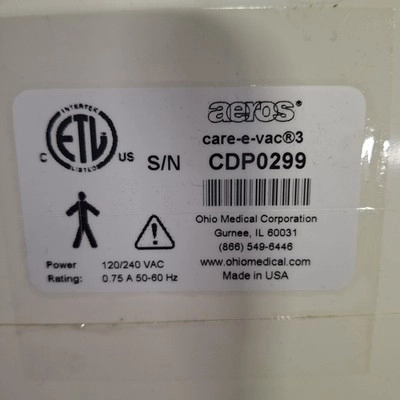 aeros®
INTERTEK
ETL
LISTED
C US
care-e-vac®3
S/N CDP0299
Ohio Medical Corporation
Gurnee, IL 60031
(866) 549-6446
www.ohiomedical.com
Made in USA
Power 120/240 VAC
Rating: 0.75 A 50-60 Hz